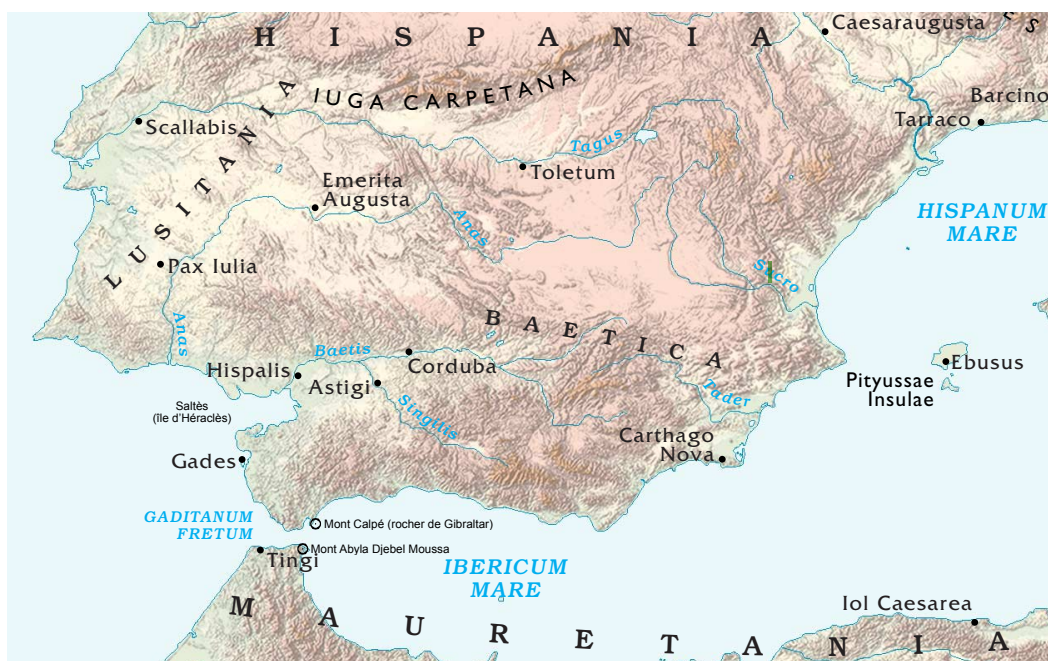 HISPANIA
Caesaraugusta
ES
IUGA CARPETANA
Barcino
Scallabis
Tarraco
Tagus
LUSITANIA
Toletum
Emerita
Augusta
Anas
HISPANUM
MARE
Pax Iulia
Sucro
BAETICA
Anas
Baetis
Corduba
Hispalis
Astigi
Ebusus
Pityussae
Insulae
Tader
Saltès
(île d'Héraclès)
Singilis
Carthago
Nova
Gades
GADITANUM
FRETUM
Mont Calpé (rocher de Gibraltar)
Mont Abyla Djebel Moussa
Tingi
IBERICUM
MARE
Iol Caesarea
MAURETANIA